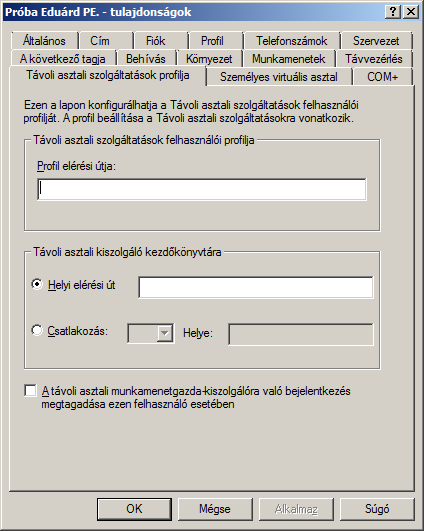 Próba Eduárd PE. - tulajdonságok
Általános Cím Fiók Profil Telefonszámok Szervezet
A következő tagja Behívás Környezet Munkamenetek Távvezérlés
Távoli asztali szolgáltatások profilja Személyes virtuális asztal COM+
Ezen a lapon konfigurálhatja a Távoli asztali szolgáltatások felhasználói
profilját. A profil beállítása a Távoli asztali szolgáltatásokra vonatkozik.
Távoli asztali szolgáltatások felhasználói profilja
Profil elérési útja:
Távoli asztali kiszolgáló kezdőkönyvtára
Helyi elérési út
Csatlakozás: Helye:
A távoli asztali munkamenetgazda-kiszolgálóra való bejelentkezés
megtagadása ezen felhasználó esetében
OK Mégse Alkalmaz Súgó